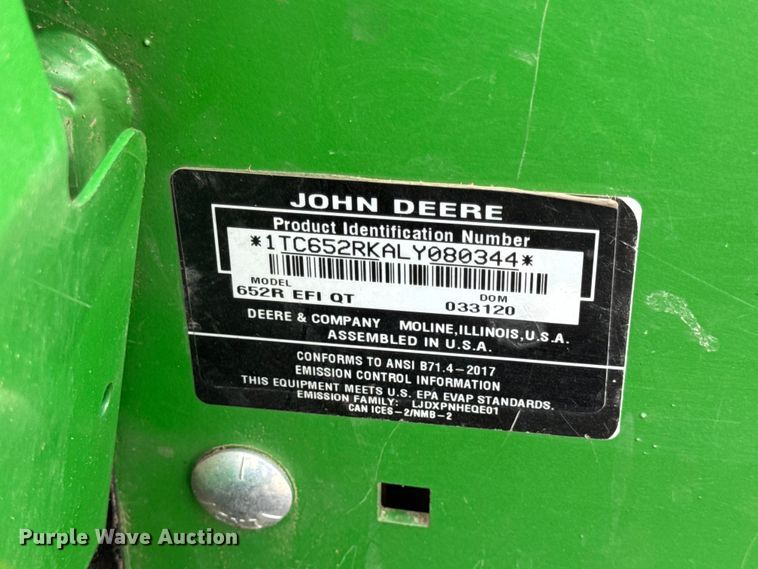 JOHN DEERE
Product Identification Number
*1TC652RKALY080344*
MODEL DOM
652R EFI QT 033120
DEERE & COMPANY MOLINE, ILLINOIS, U.S.A.
ASSEMBLED IN U.S.A.
CONFORMS TO ANSI B71.4-2017
EMISSION CONTROL INFORMATION
THIS EQUIPMENT MEETS U.S. EPA EVAP STANDARDS.
EMISSION FAMILY: LJDXPNHEQE01
CAN ICES-2/NMB-2
Purple Wave Auction